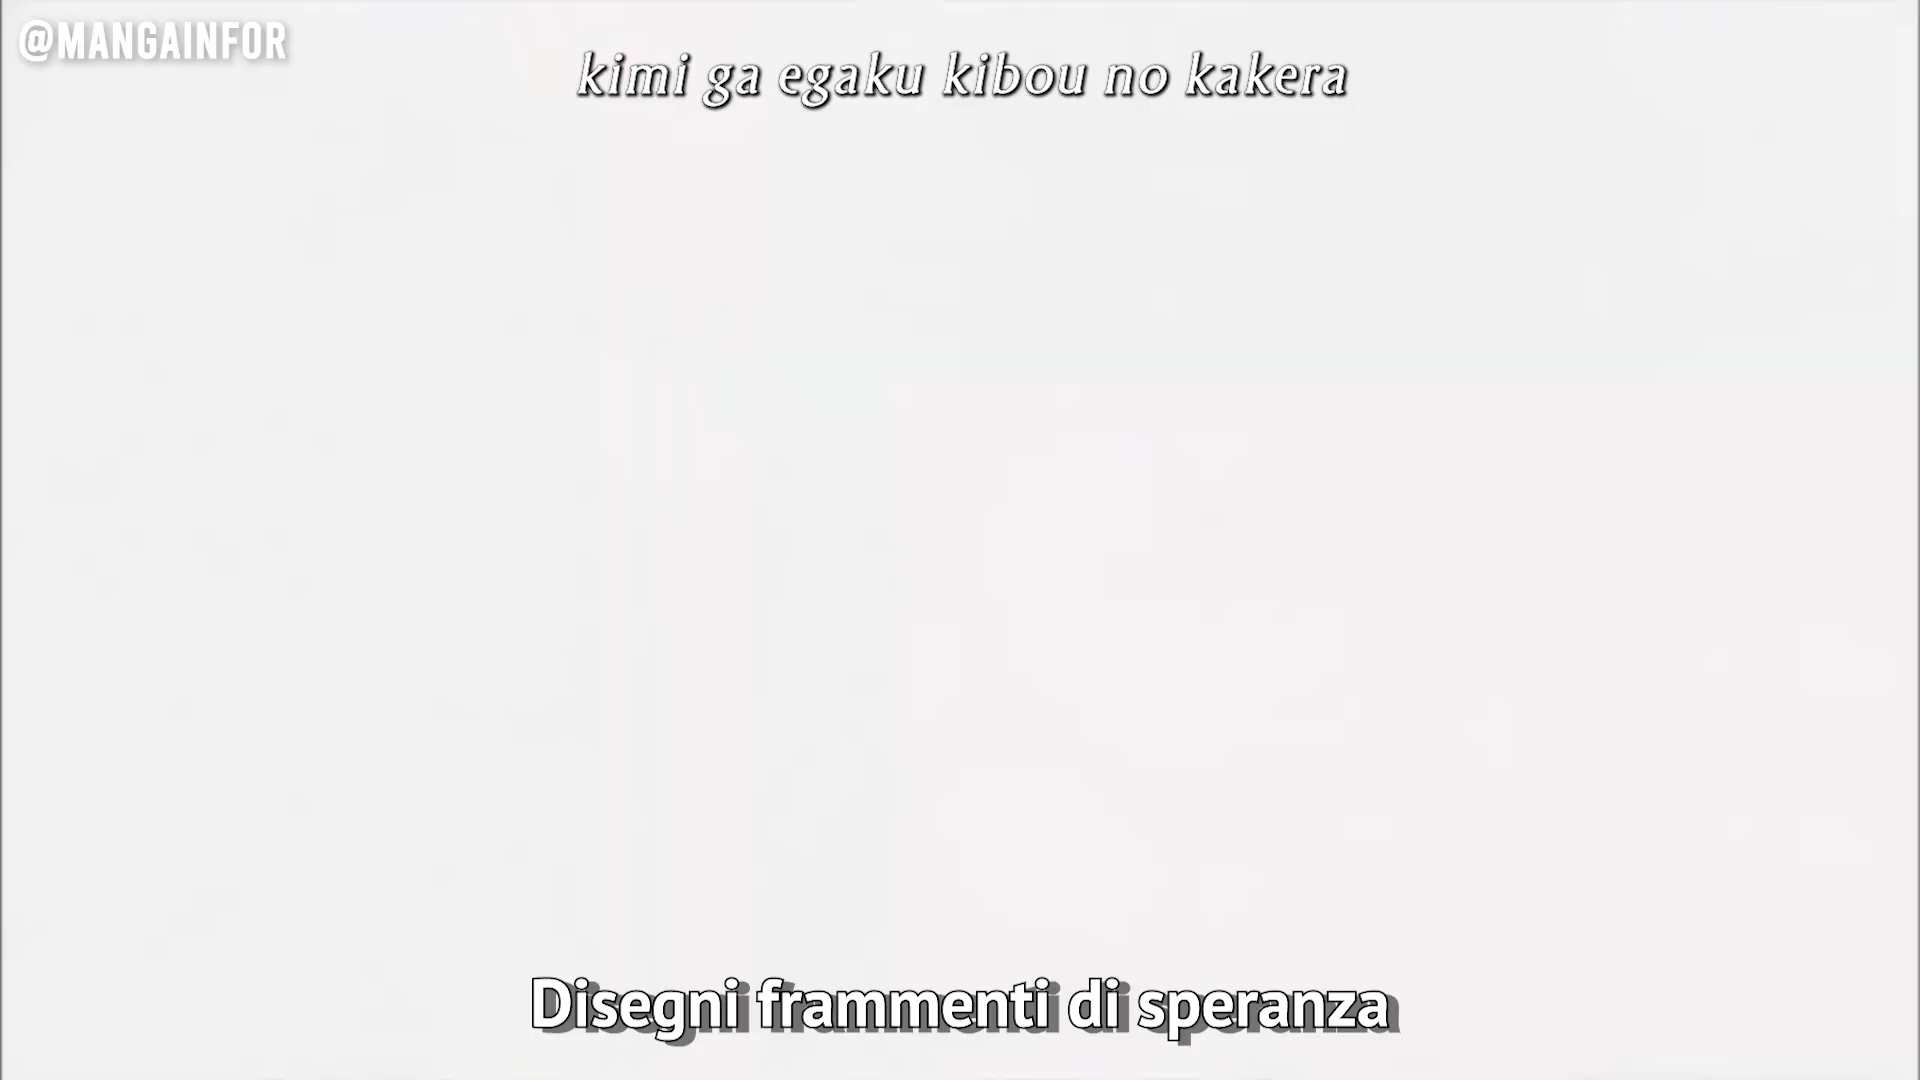 @MANGAINFOR
kimi ga egaku kibou no kakera
Disegni frammenti di speranza